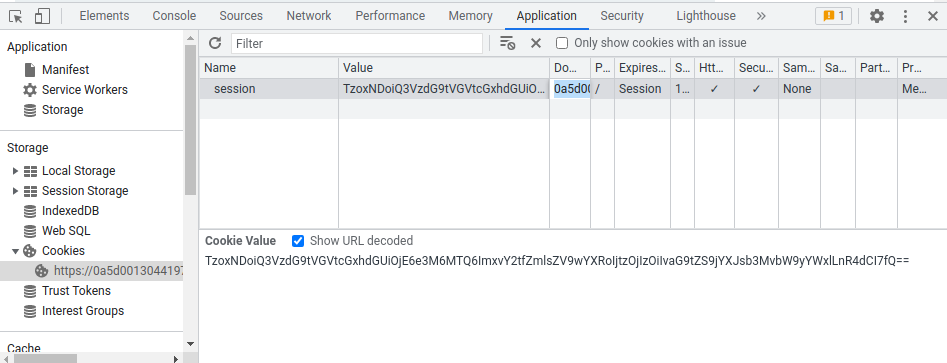 Elements Console Sources Network Performance Memory Application Security Lighthouse » 1
Application
Manifest
Service Workers
Storage
Storage
Local Storage
Session Storage
IndexedDB
Web SQL
Cookies
https://0a5d0013044197
Trust Tokens
Interest Groups
Cache
Filter
Only show cookies with an issue
Name Value Do... P... Expires... S... Htt... Secu... Sam... Sa... Part... Pr...
session TzoxNDoiQ3VzdG9tVGVtcGxhdGUiO... 0a5d00 / Session 1... ✓ ✓ None Me...
Cookie Value Show URL decoded
TzoxNDoiQ3VzdG9tVGVtcGxhdGUiOjE6e3M6MTQ6ImxvY2tfZmlsZV9wYXRoIjtzOjIzOiIvaG9tZS9jYXJsb3MvbW9yYWxlLnR4dCI7fQ==